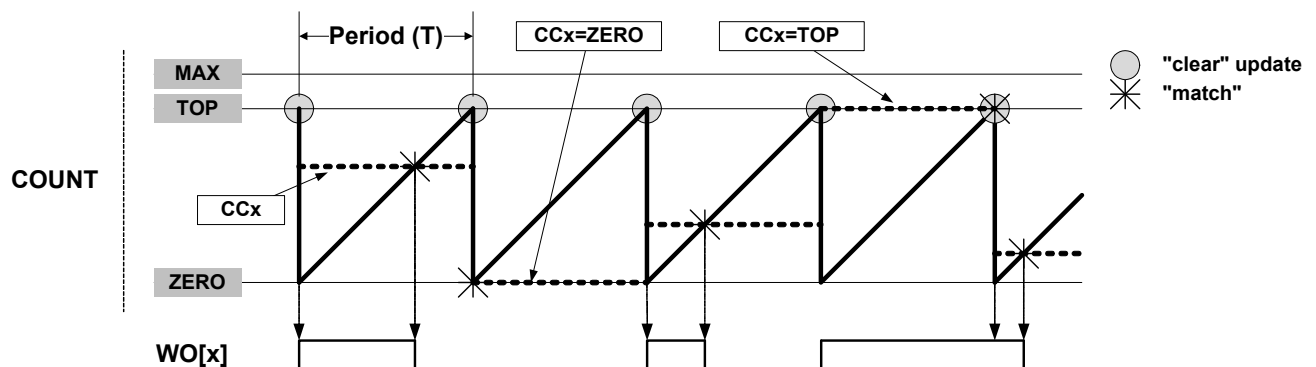 Period (T)
CCx=ZERO
CCx=TOP
MAX
"clear" update
TOP
"match"
COUNT
CCx
ZERO
WO[x]